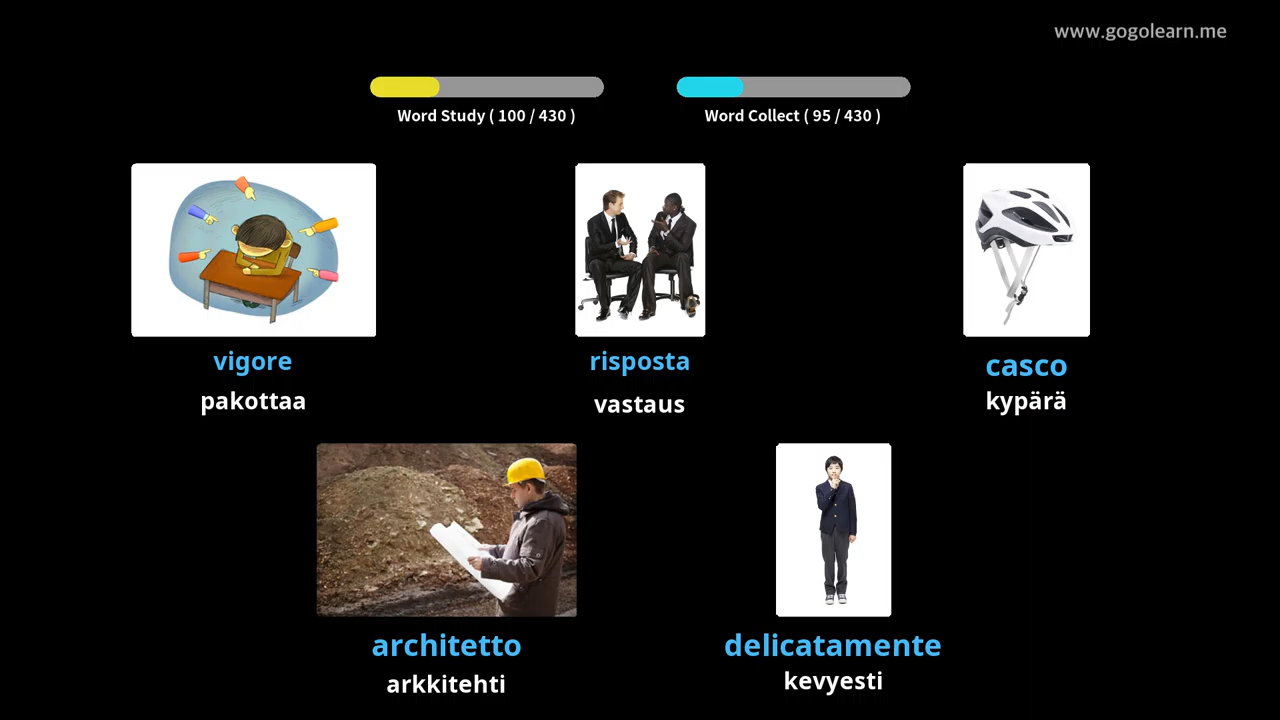 www.gogolearn.me
Word Study ( 100 / 430 )
Word Collect ( 95 / 430 )
vigore
pakottaa
risposta
vastaus
casco
kypärä
architetto
arkkitehti
delicatamente
kevyesti